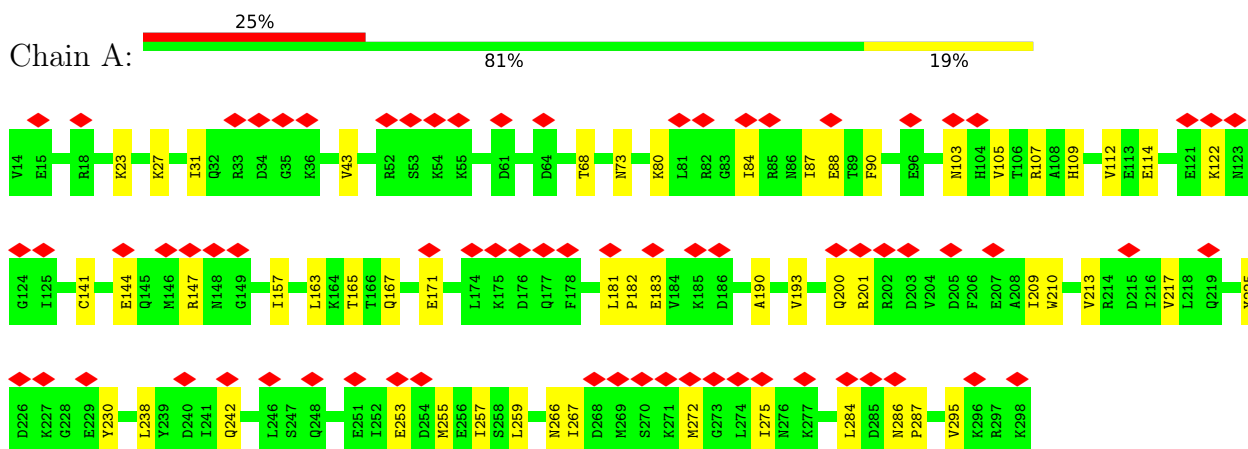 25%
Chain A:
81% 19%
V14 E15 R18 K23 K27 I31 Q32 R33 D34 G35 K36 V43 R52 S53 K54 K55 D61 D64 T68 N73 K80 L81 R82 G83 I84 R85 N86 I87 E88 T89 F90 E96 N103 H104 V105 T106 R107 A108 H109 V112 E113 E114 E121 K122 N123
G124 I125 C141 E144 Q145 M146 R147 N148 G149 I157 L163 K164 T165 T166 Q167 E171 L174 K175 D176 Q177 F178 L181 P182 E183 V184 K185 D186 A190 V193 Q200 R201 R202 D203 V204 D205 F206 E207 A208 I209 W210 V213 R214 D215 I216 V217 L218 Q219
D226 K227 G228 E229 Y230 L238 Y239 D240 I241 Q242 L246 S247 Q248 E251 I252 E253 D254 M255 E256 I257 S258 L259 N266 I267 D268 M269 S270 K271 M272 G273 L274 I275 N276 K277 L284 D285 N286 P287 V295 K296 R297 K298